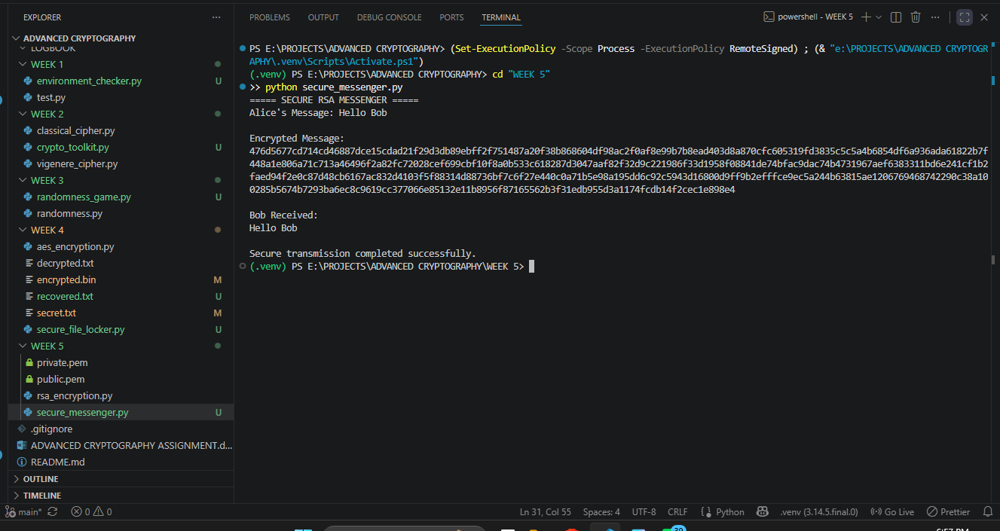 EXPLORER
ADVANCED CRYPTOGRAPHY
LOGBOOK
WEEK 1
environment_checker.py U
test.py
WEEK 2
classical_cipher.py
crypto_toolkit.py U
vigenere_cipher.py
WEEK 3
randomness_game.py U
randomness.py
WEEK 4
aes_encryption.py
decrypted.txt
encrypted.bin M
recovered.txt U
secret.txt M
secure_file_locker.py U
WEEK 5
private.pem
public.pem
rsa_encryption.py
secure_messenger.py U
.gitignore
ADVANCED CRYPTOGRAPHY ASSIGNMENT.d...
README.md
OUTLINE
TIMELINE
PROBLEMS OUTPUT DEBUG CONSOLE PORTS TERMINAL powershell - WEEK 5
PS E:\PROJECTS\ADVANCED CRYPTOGRAPHY> (Set-ExecutionPolicy -Scope Process -ExecutionPolicy RemoteSigned) ; (& "e:\PROJECTS\ADVANCED CRYPTOGR
APHY\.venv\Scripts\Activate.ps1")
(.venv) PS E:\PROJECTS\ADVANCED CRYPTOGRAPHY> cd "WEEK 5"
>> python secure_messenger.py
===== SECURE RSA MESSENGER =====
Alice's Message: Hello Bob
Encrypted Message:
476d5677cd714cd46887dce15cdad21f29d3db89ebff2f751487a20f38b868604df98ac2f0af8e99b7b8ead403d8a870cfc605319fd3835c5c5a4b6854df6a936ada61822b7f
448a1e806a71c713a46496f2a82fc72028cef699cbf10f8a0b533c618287d3047aaf82f32d9c221986f33d1958f08841de74bfac9dac74b4731967aef6383311bd6e241cf1b2
faed94f2e0c87d48cb6167ac832d4103f5f88314d88736bf7c6f27e440c0a71b5e98a195dd6c92c5943d16800d9ff9b2efffce9ec5a244b63815ae1206769468742290c38a10
0285b5674b7293ba6ec8c9619cc377066e85132e11b8956f87165562b3f31edb955d3a1174fcdb14f2cec1e898e4
Bob Received:
Hello Bob
Secure transmission completed successfully.
(.venv) PS E:\PROJECTS\ADVANCED CRYPTOGRAPHY\WEEK 5>
main* 0 0 Ln 31, Col 55 Spaces: 4 UTF-8 CRLF Python .venv (3.14.5.final.0) Go Live Prettier